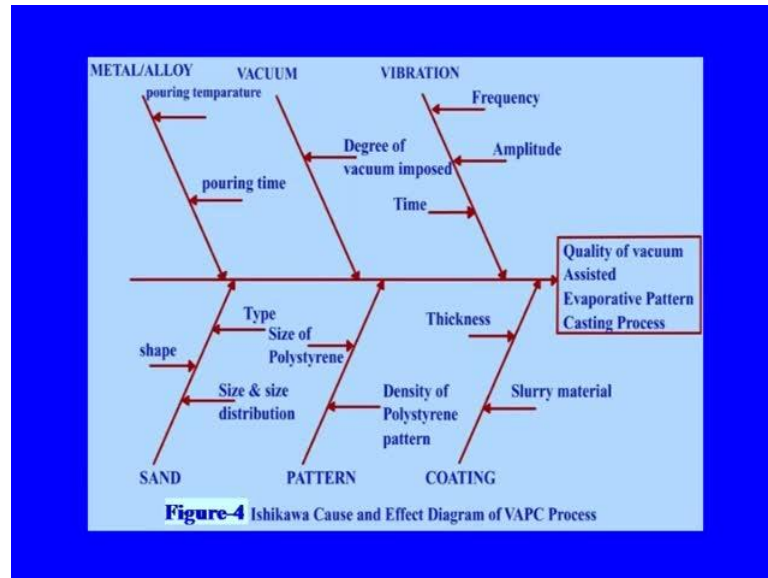 METAL/ALLOY
VACUUM
VIBRATION
pouring temparature
Frequency
Degree of
vacuum imposed
Amplitude
pouring time
Time
Quality of vacuum
Assisted
Evaporative Pattern
Casting Process
Type
Size of
Polystyrene
Thickness
shape
Size & size
distribution
Density of
Polystyrene
pattern
Slurry material
SAND
PATTERN
COATING
Figure-4 Ishikawa Cause and Effect Diagram of VAPC Process